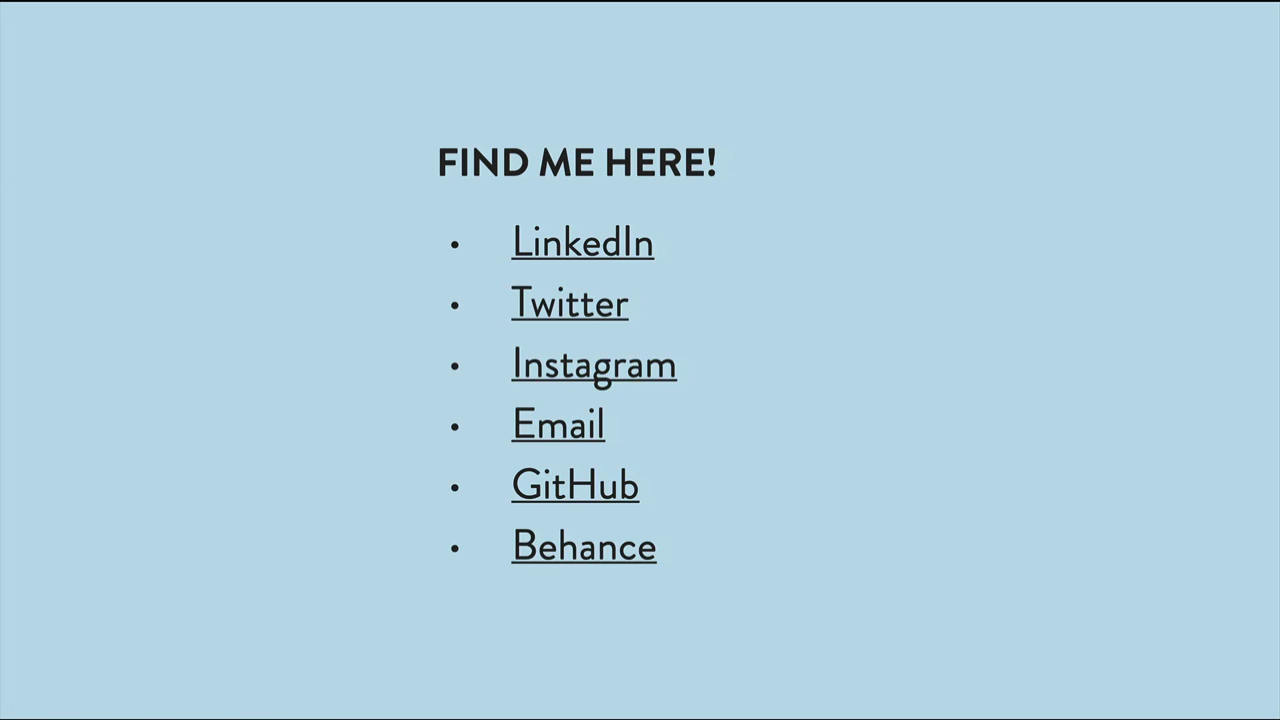 FIND ME HERE!
• LinkedIn
• Twitter
• Instagram
• Email
• GitHub
• Behance